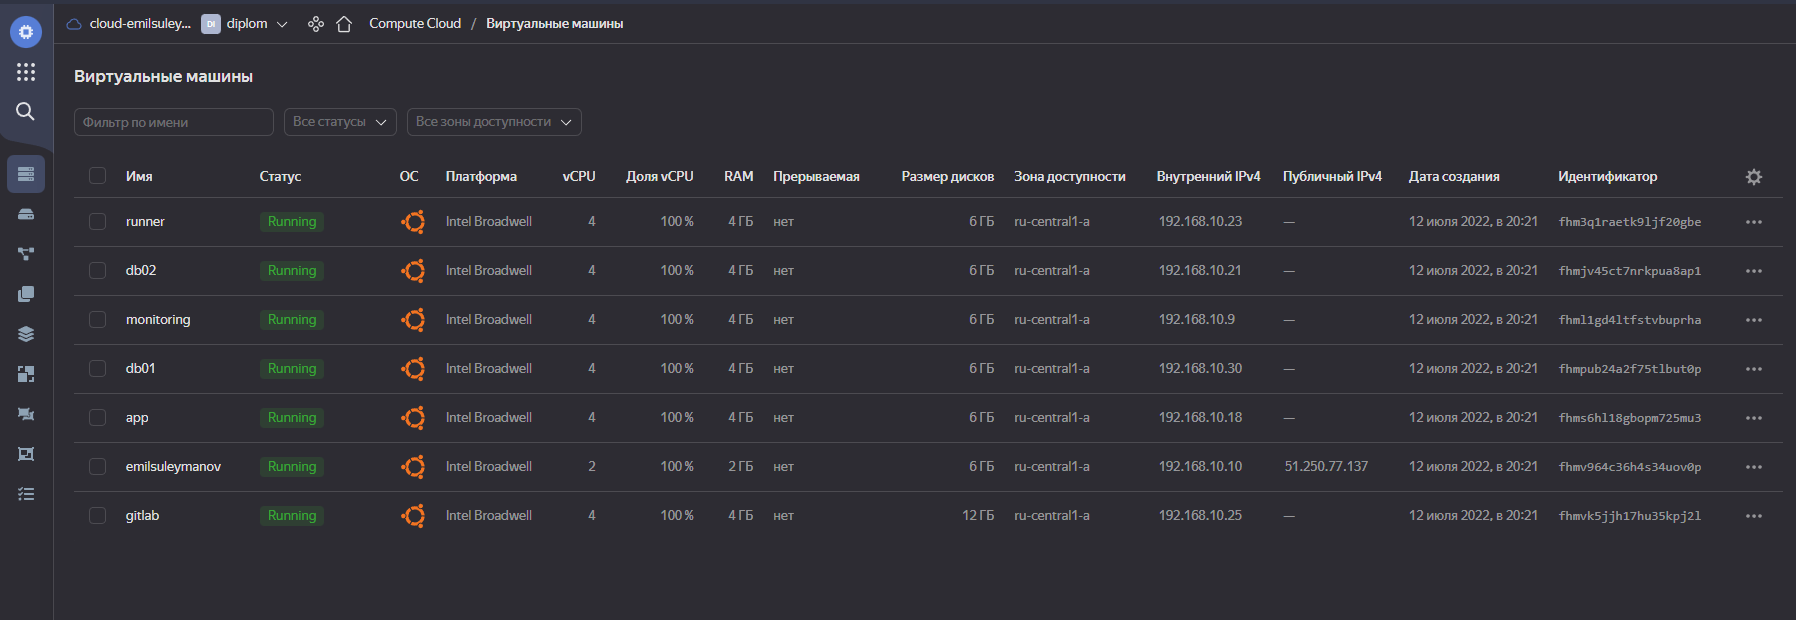 cloud-emilsuley... DI diplom Compute Cloud / Виртуальные машины
Виртуальные машины
Фильтр по имени Все статусы Все зоны доступности
Имя Статус ОС Платформа vCPU Доля vCPU RAM Прерываемая Размер дисков Зона доступности Внутренний IPv4 Публичный IPv4 Дата создания Идентификатор
runner Running Intel Broadwell 4 100 % 4 ГБ нет 6 ГБ ru-central1-a 192.168.10.23 — 12 июля 2022, в 20:21 fhm3q1raetk9ljf20gbe
db02 Running Intel Broadwell 4 100 % 4 ГБ нет 6 ГБ ru-central1-a 192.168.10.21 — 12 июля 2022, в 20:21 fhmjv45ct7nrkpua8ap1
monitoring Running Intel Broadwell 4 100 % 4 ГБ нет 6 ГБ ru-central1-a 192.168.10.9 — 12 июля 2022, в 20:21 fhml1gd4ltfstvbuprha
db01 Running Intel Broadwell 4 100 % 4 ГБ нет 6 ГБ ru-central1-a 192.168.10.30 — 12 июля 2022, в 20:21 fhmpub24a2f75tlbut0p
app Running Intel Broadwell 4 100 % 4 ГБ нет 6 ГБ ru-central1-a 192.168.10.18 — 12 июля 2022, в 20:21 fhms6hl18gbopm725mu3
emilsuleymanov Running Intel Broadwell 2 100 % 2 ГБ нет 6 ГБ ru-central1-a 192.168.10.10 51.250.77.137 12 июля 2022, в 20:21 fhmv964c36h4s34uov0p
gitlab Running Intel Broadwell 4 100 % 4 ГБ нет 12 ГБ ru-central1-a 192.168.10.25 — 12 июля 2022, в 20:21 fhmvk5jjh17hu35kpj2l